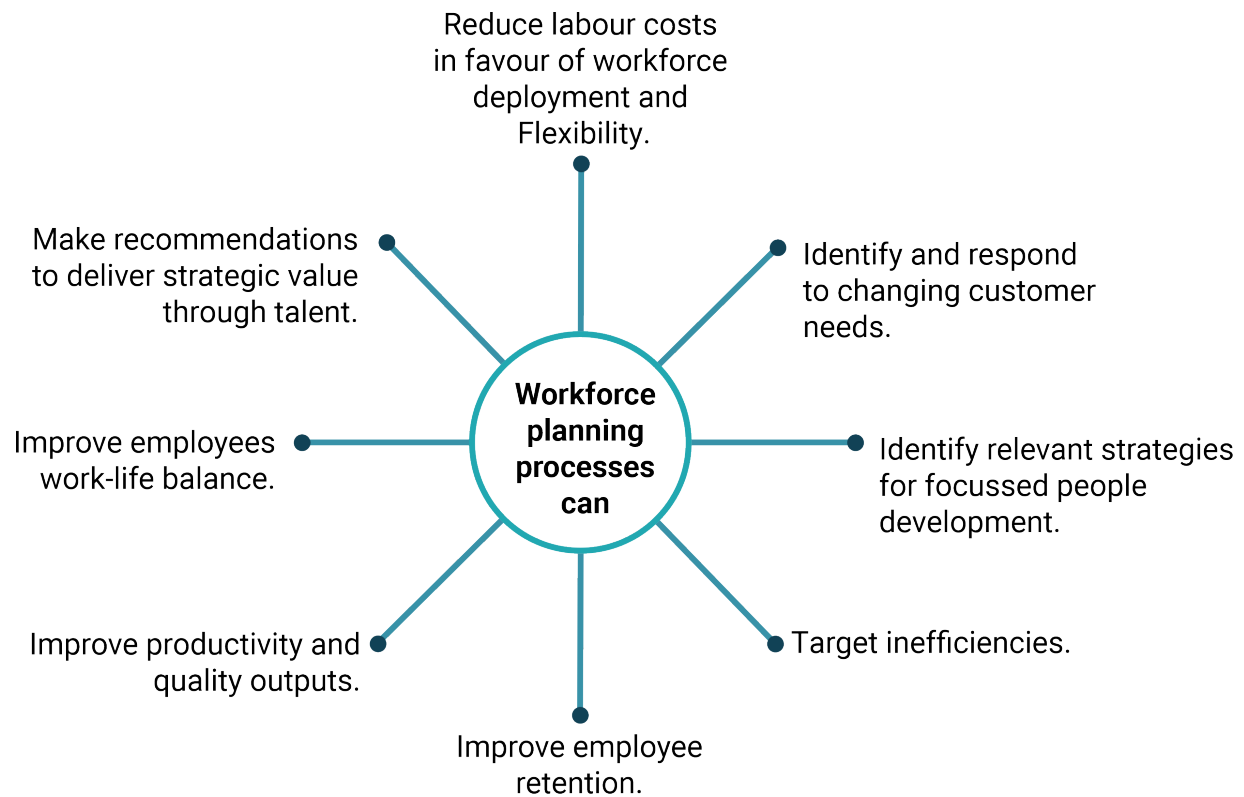 Reduce labour costs
in favour of workforce
deployment and
Flexibility.
Make recommendations
to deliver strategic value
through talent.
Identify and respond
to changing customer
needs.
Workforce
planning
processes
can
Improve employees
work-life balance.
Identify relevant strategies
for focussed people
development.
Improve productivity and
quality outputs.
Target inefficiencies.
Improve employee
retention.